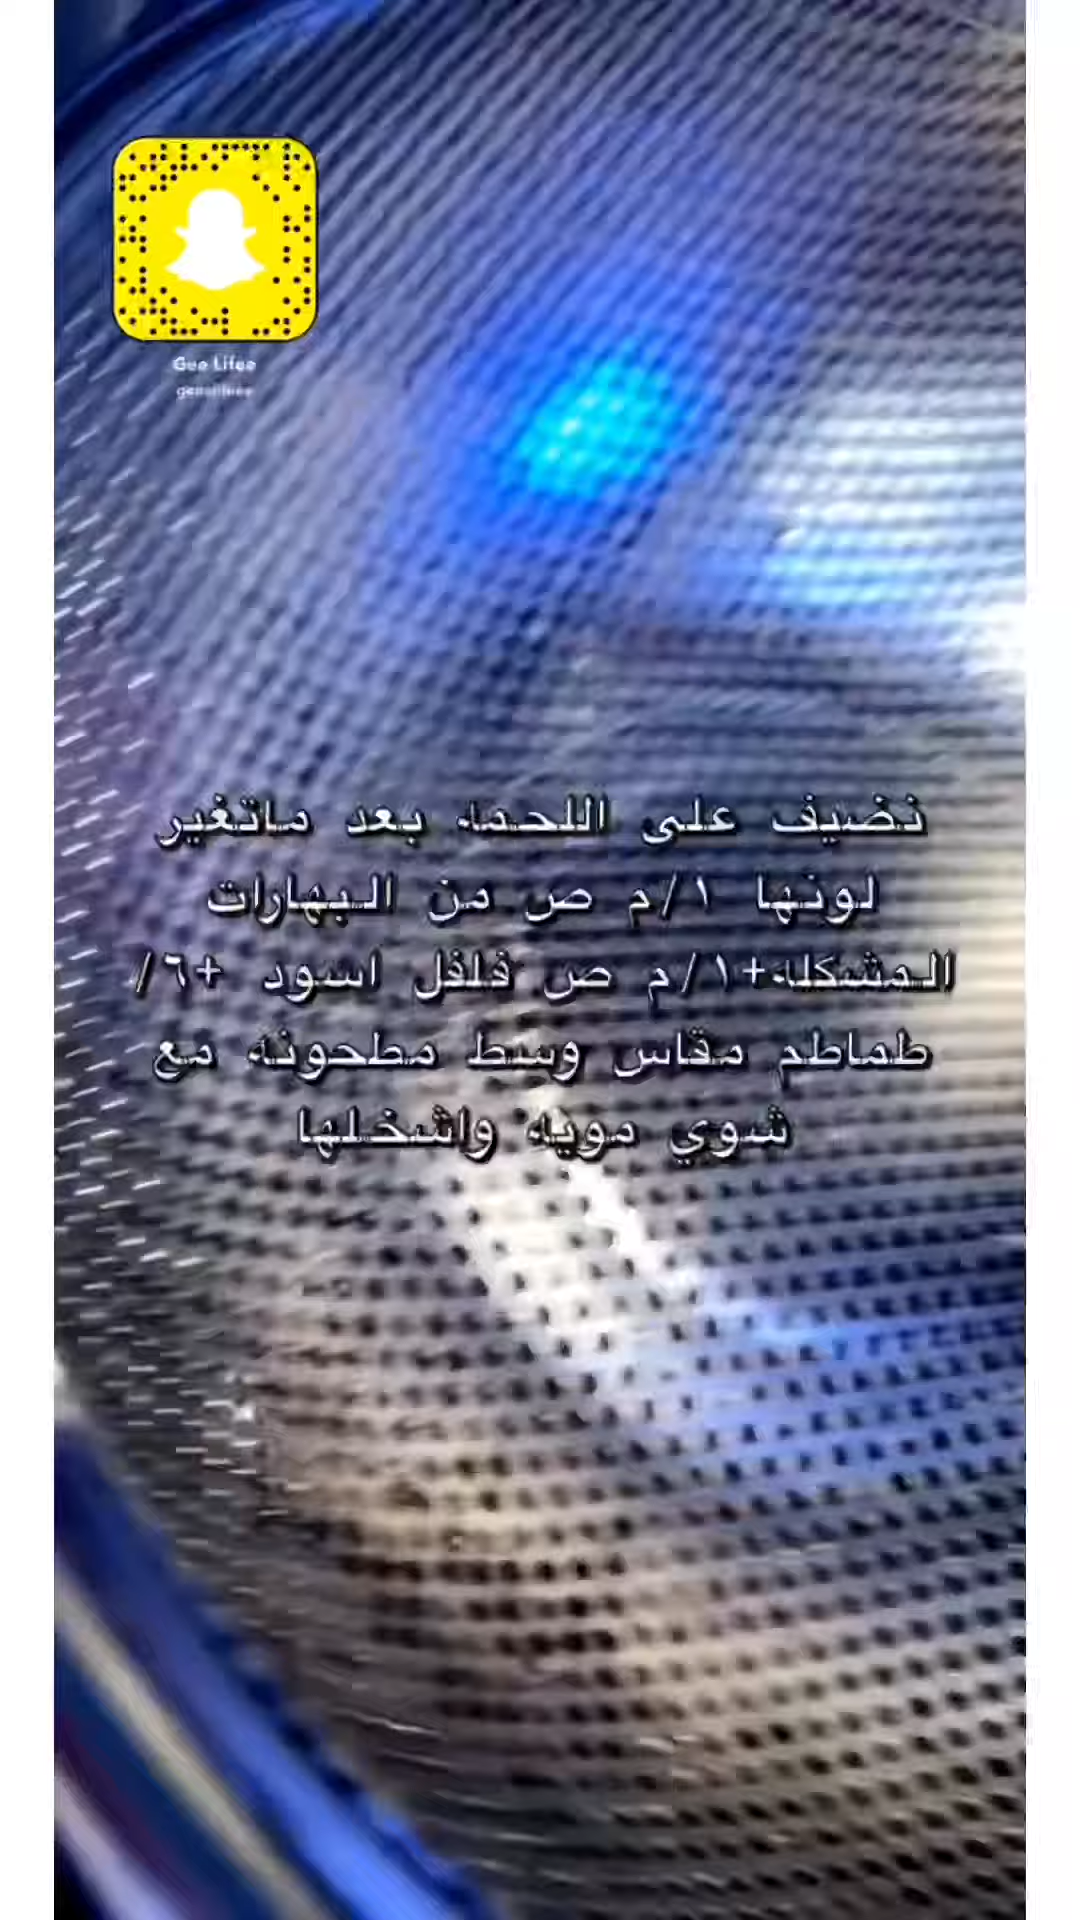 Gee Lifee
نضيف على اللحمه بعد ماتغير
لونها ١/م ص من البهارات
المشكله+١/م ص فلفل اسود +٦/
طماطم مقاس وسط مطحونه مع
شوي مويه واشخلها